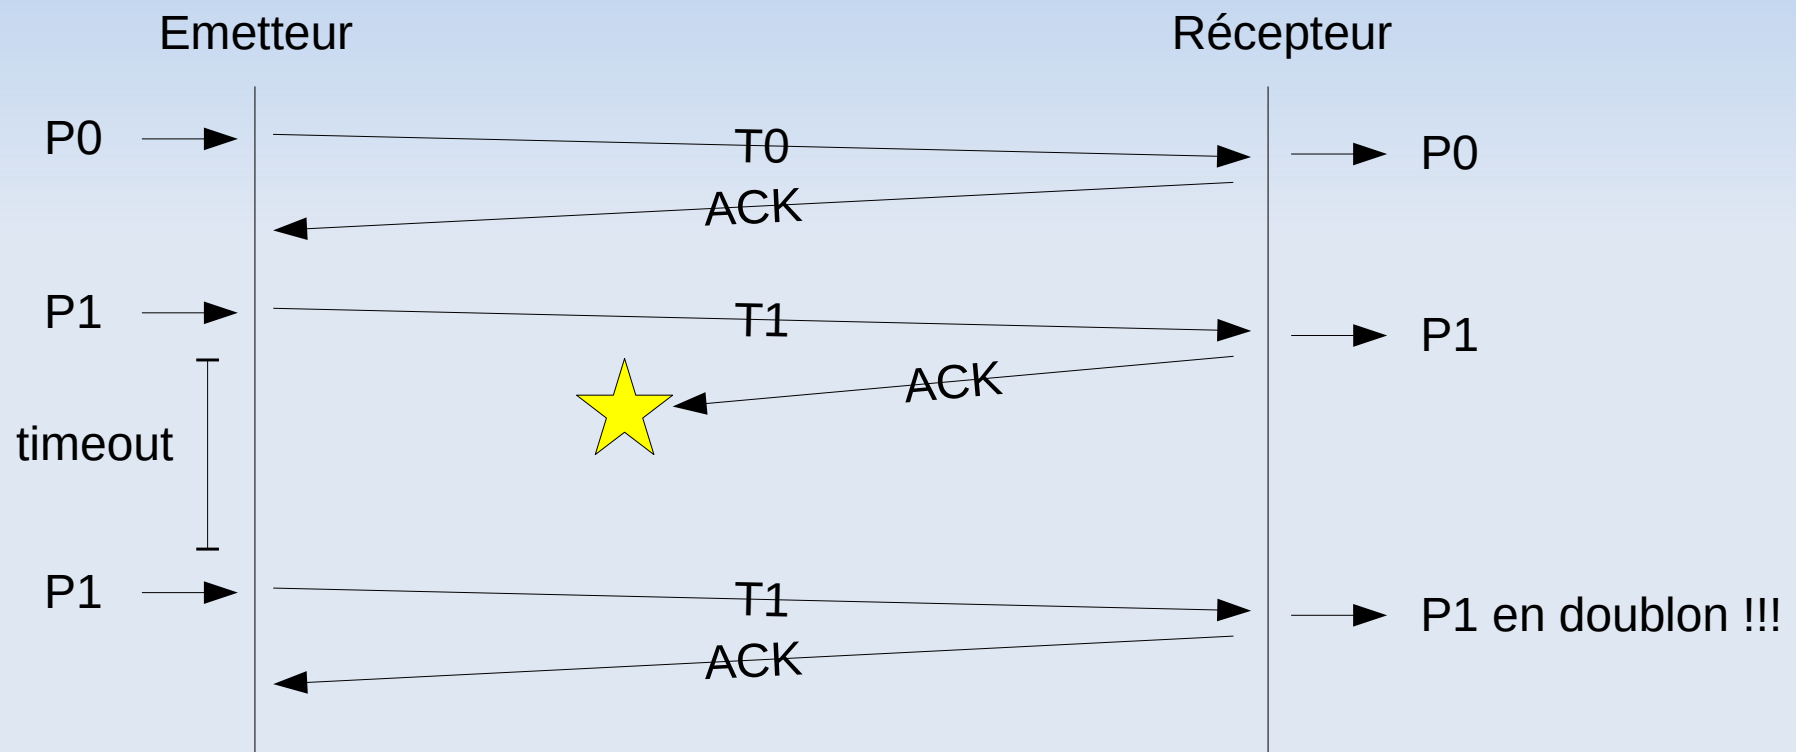 Emetteur
Récepteur
P0
T0
P0
ACK
P1
T1
P1
ACK
timeout
P1
T1
P1 en doublon !!!
ACK